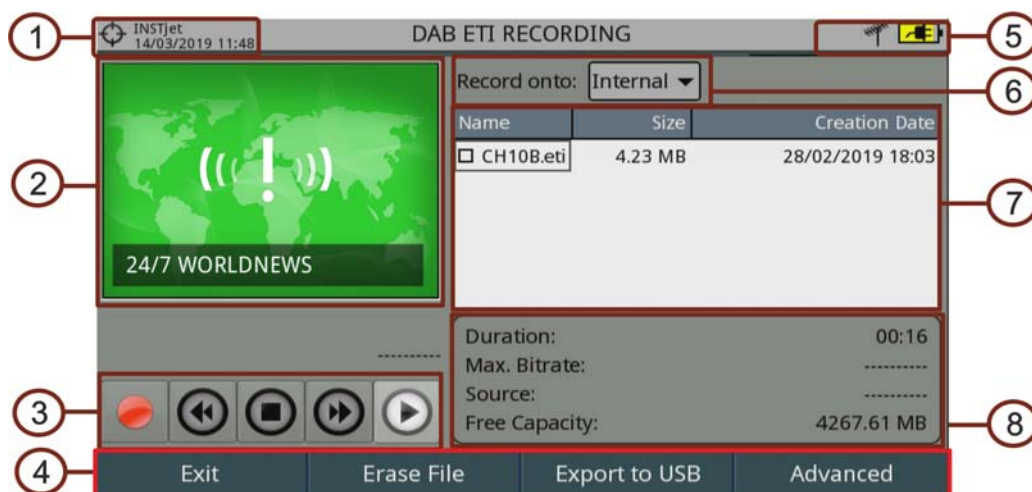 1
INSTjet
14/03/2019 11:48
DAB ETI RECORDING
5
2
24/7 WORLDNEWS
Record onto: Internal
6
Name Size Creation Date
CH10B.eti 4.23 MB 28/02/2019 18:03
7
----------
3
Duration: 00:16
Max. Bitrate: ----------
Source: ----------
Free Capacity: 4267.61 MB
8
4
Exit Erase File Export to USB Advanced